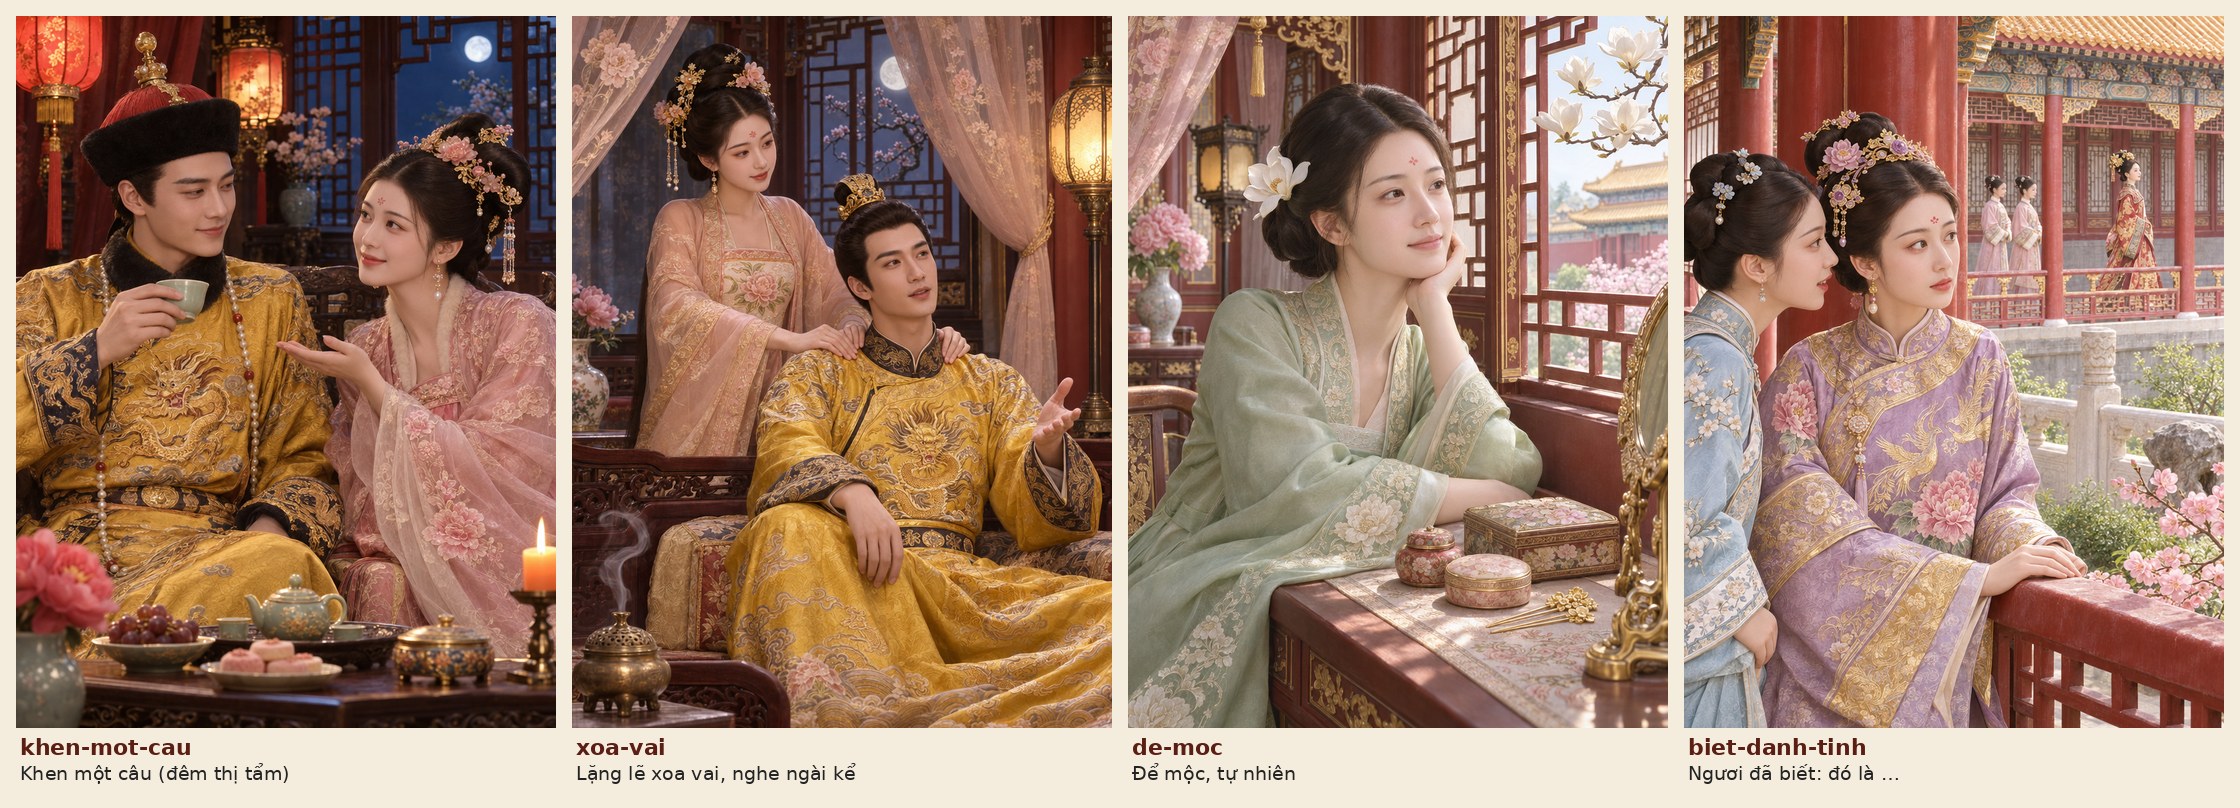 khen-mot-cau
Khen một câu (đêm thị tẩm)
xoa-vai
Lặng lẽ xoa vai, nghe ngài kể
de-moc
Để mộc, tự nhiên
biet-danh-tinh
Ngươi đã biết: đó là ...